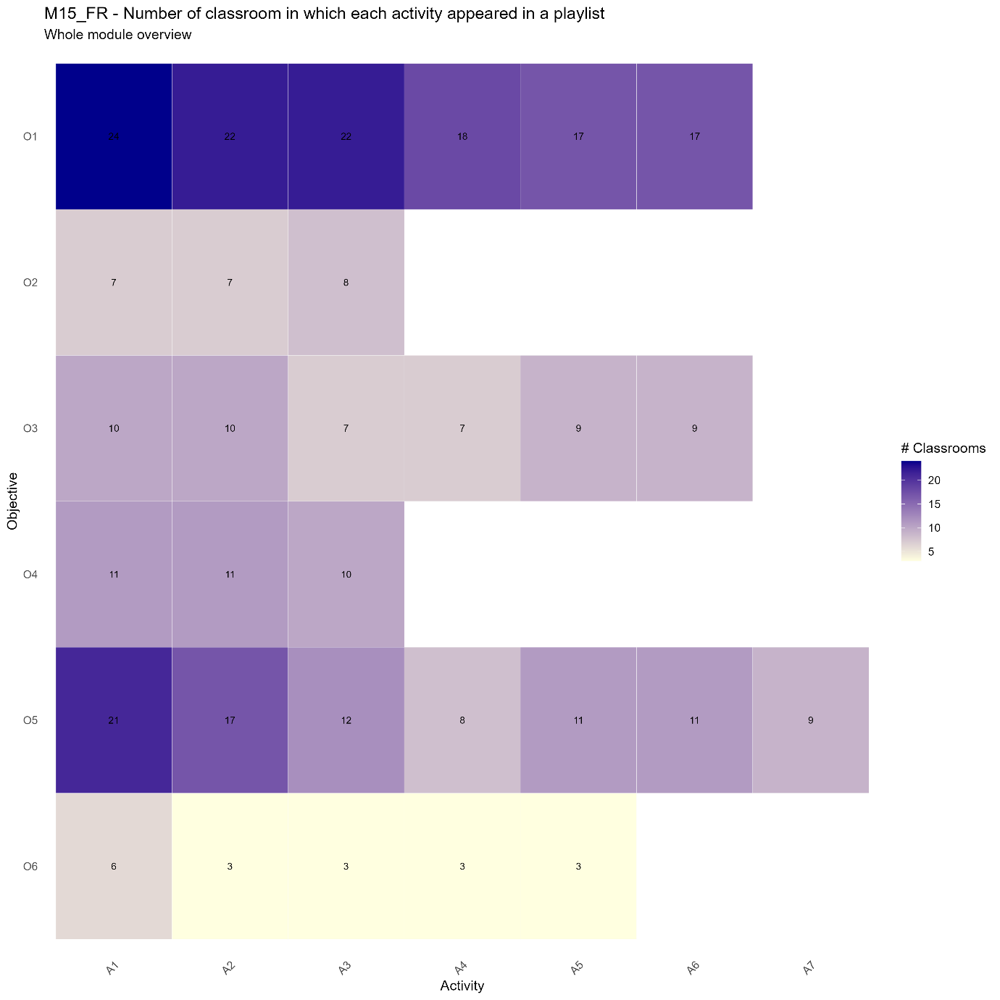 M15_FR - Number of classroom in which each activity appeared in a playlist
Whole module overview
O1
24 22 22 18 17 17
O2
7 7 8
O3
10 10 7 7 9 9
O4
11 11 10
O5
21 17 12 8 11 11 9
O6
6 3 3 3 3
Objective
A1 A2 A3 A4 A5 A6 A7
Activity
# Classrooms
20
15
10
5